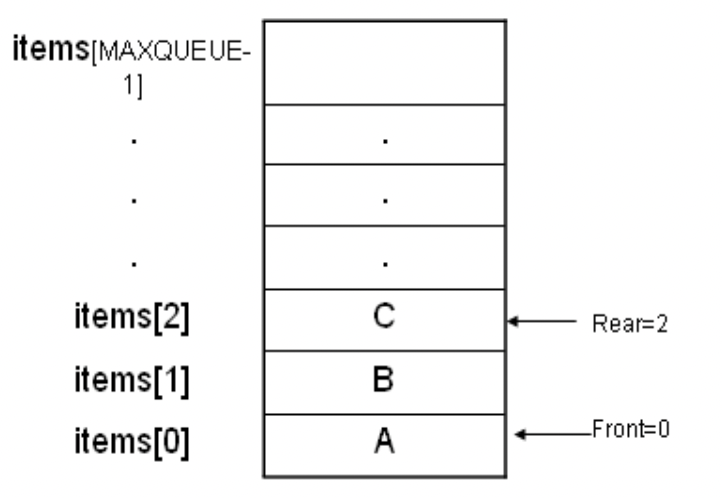 items[MAXQUEUE-
1]
. .
. .
. .
items[2] C Rear=2
items[1] B
items[0] A Front=0